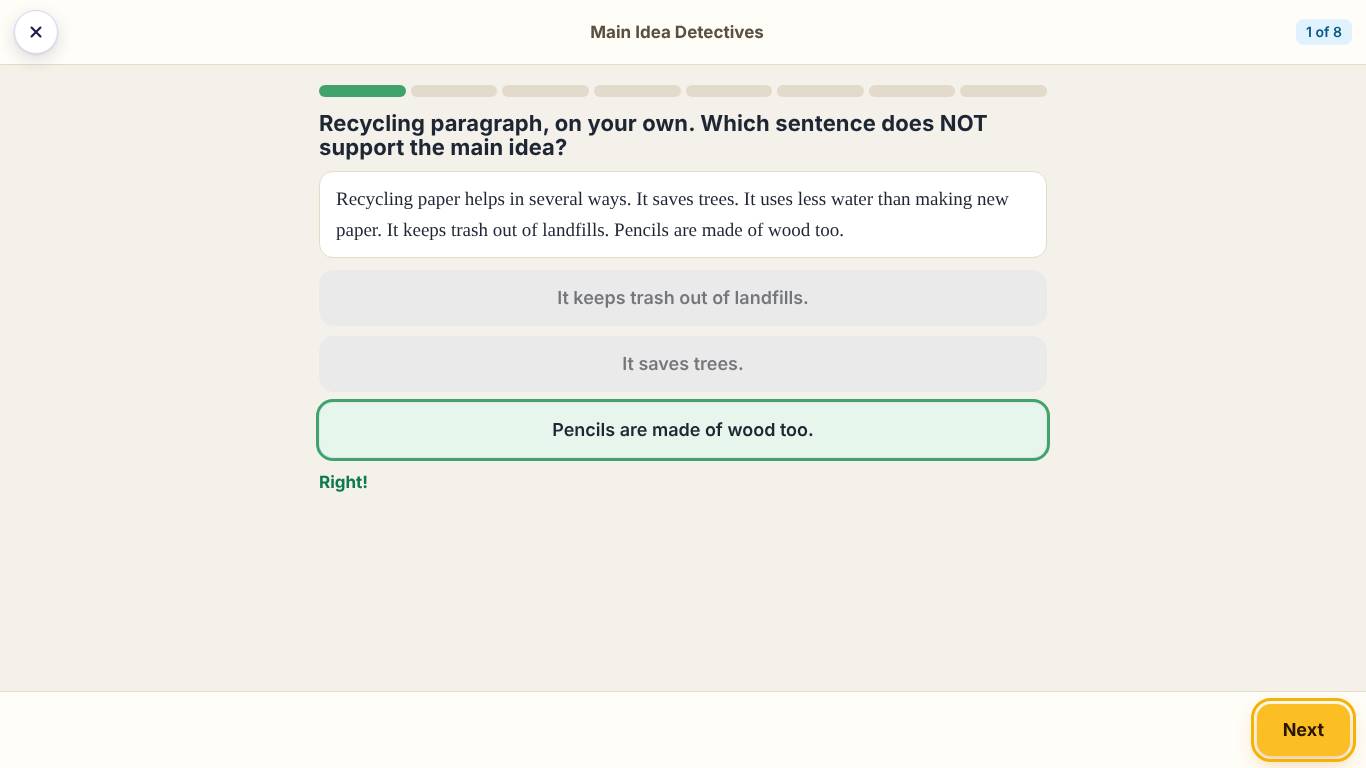 Main Idea Detectives
1 of 8
Recycling paragraph, on your own. Which sentence does NOT
support the main idea?
Recycling paper helps in several ways. It saves trees. It uses less water than making new
paper. It keeps trash out of landfills. Pencils are made of wood too.
It keeps trash out of landfills.
It saves trees.
Pencils are made of wood too.
Right!
Next